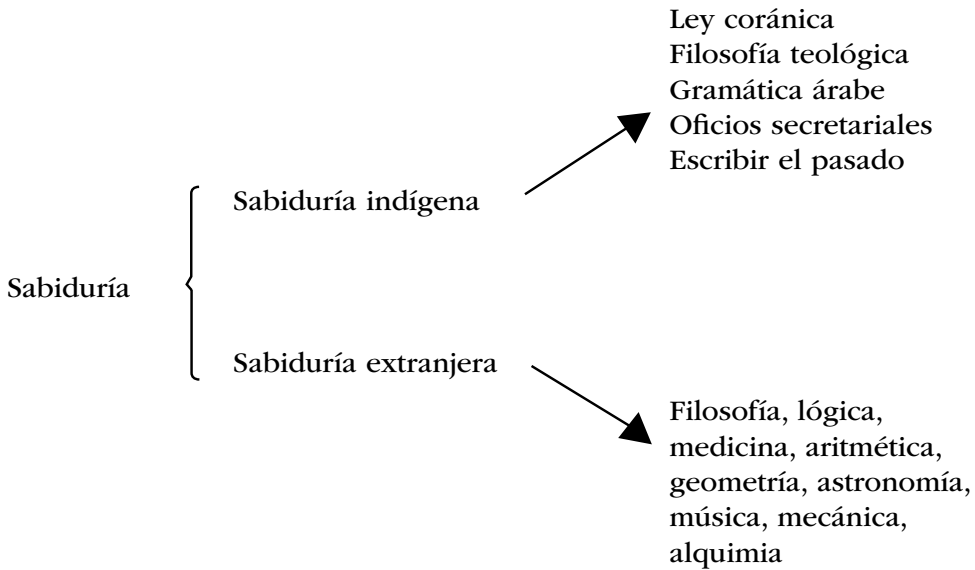 Ley coránica
Filosofía teológica
Gramática árabe
Oficios secretariales
Escribir el pasado
Sabiduría indígena
Sabiduría
Sabiduría extranjera
Filosofía, lógica,
medicina, aritmética,
geometría, astronomía,
música, mecánica,
alquimia